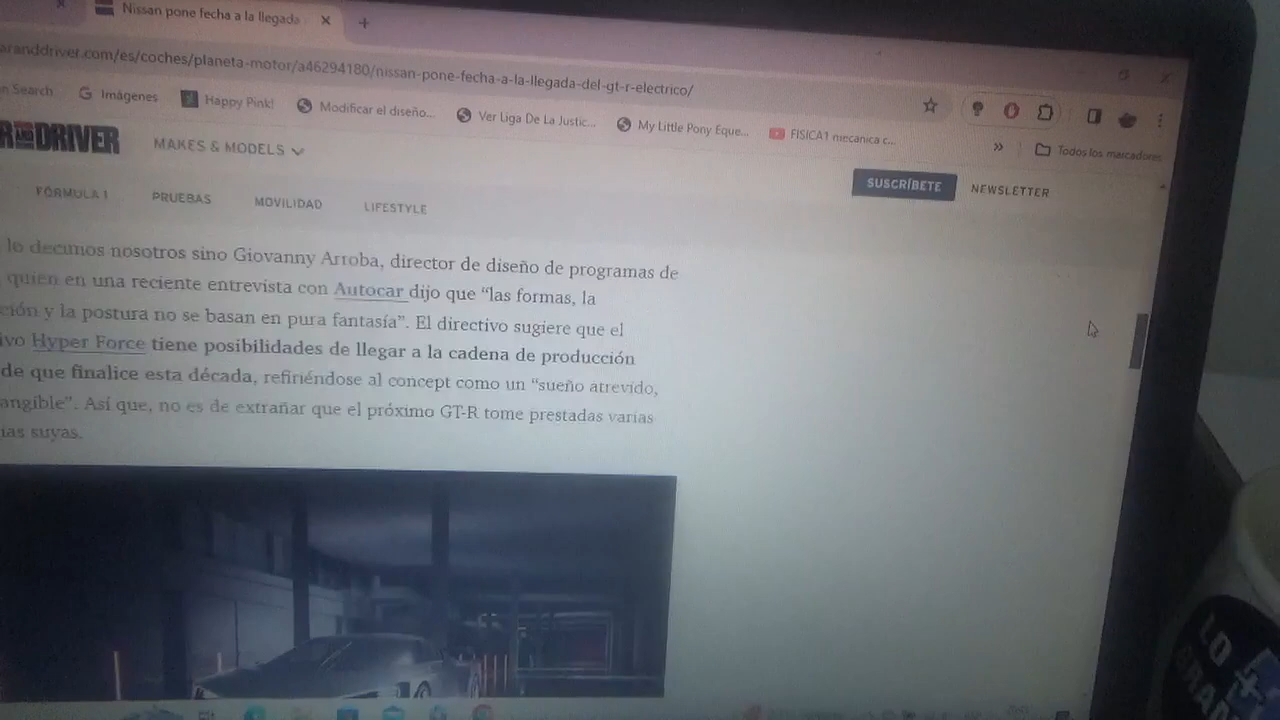 Nissan pone fecha a la llegada
aranddriver.com/es/coches/planeta-motor/a46294180/nissan-pone-fecha-a-la-llegada-del-gt-r-electrico/
n Search Imágenes Happy Pink! Modificar el diseño... Ver Liga De La Justic... My Little Pony Eque... FISICA1 mecanica c...
» Todos los marcadores
R AND DRIVER MAKES & MODELS
SUSCRÍBETE NEWSLETTER
FÓRMULA 1 PRUEBAS MOVILIDAD LIFESTYLE
lo decimos nosotros sino Giovanny Arroba, director de diseño de programas de
quien en una reciente entrevista con Autocar dijo que “las formas, la
ción y la postura no se basan en pura fantasía”. El directivo sugiere que el
ivo Hyper Force tiene posibilidades de llegar a la cadena de producción
de que finalice esta década, refiriéndose al concept como un “sueño atrevido,
angible”. Así que, no es de extrañar que el próximo GT-R tome prestadas varias
ias suyas.
LO +
GRAN